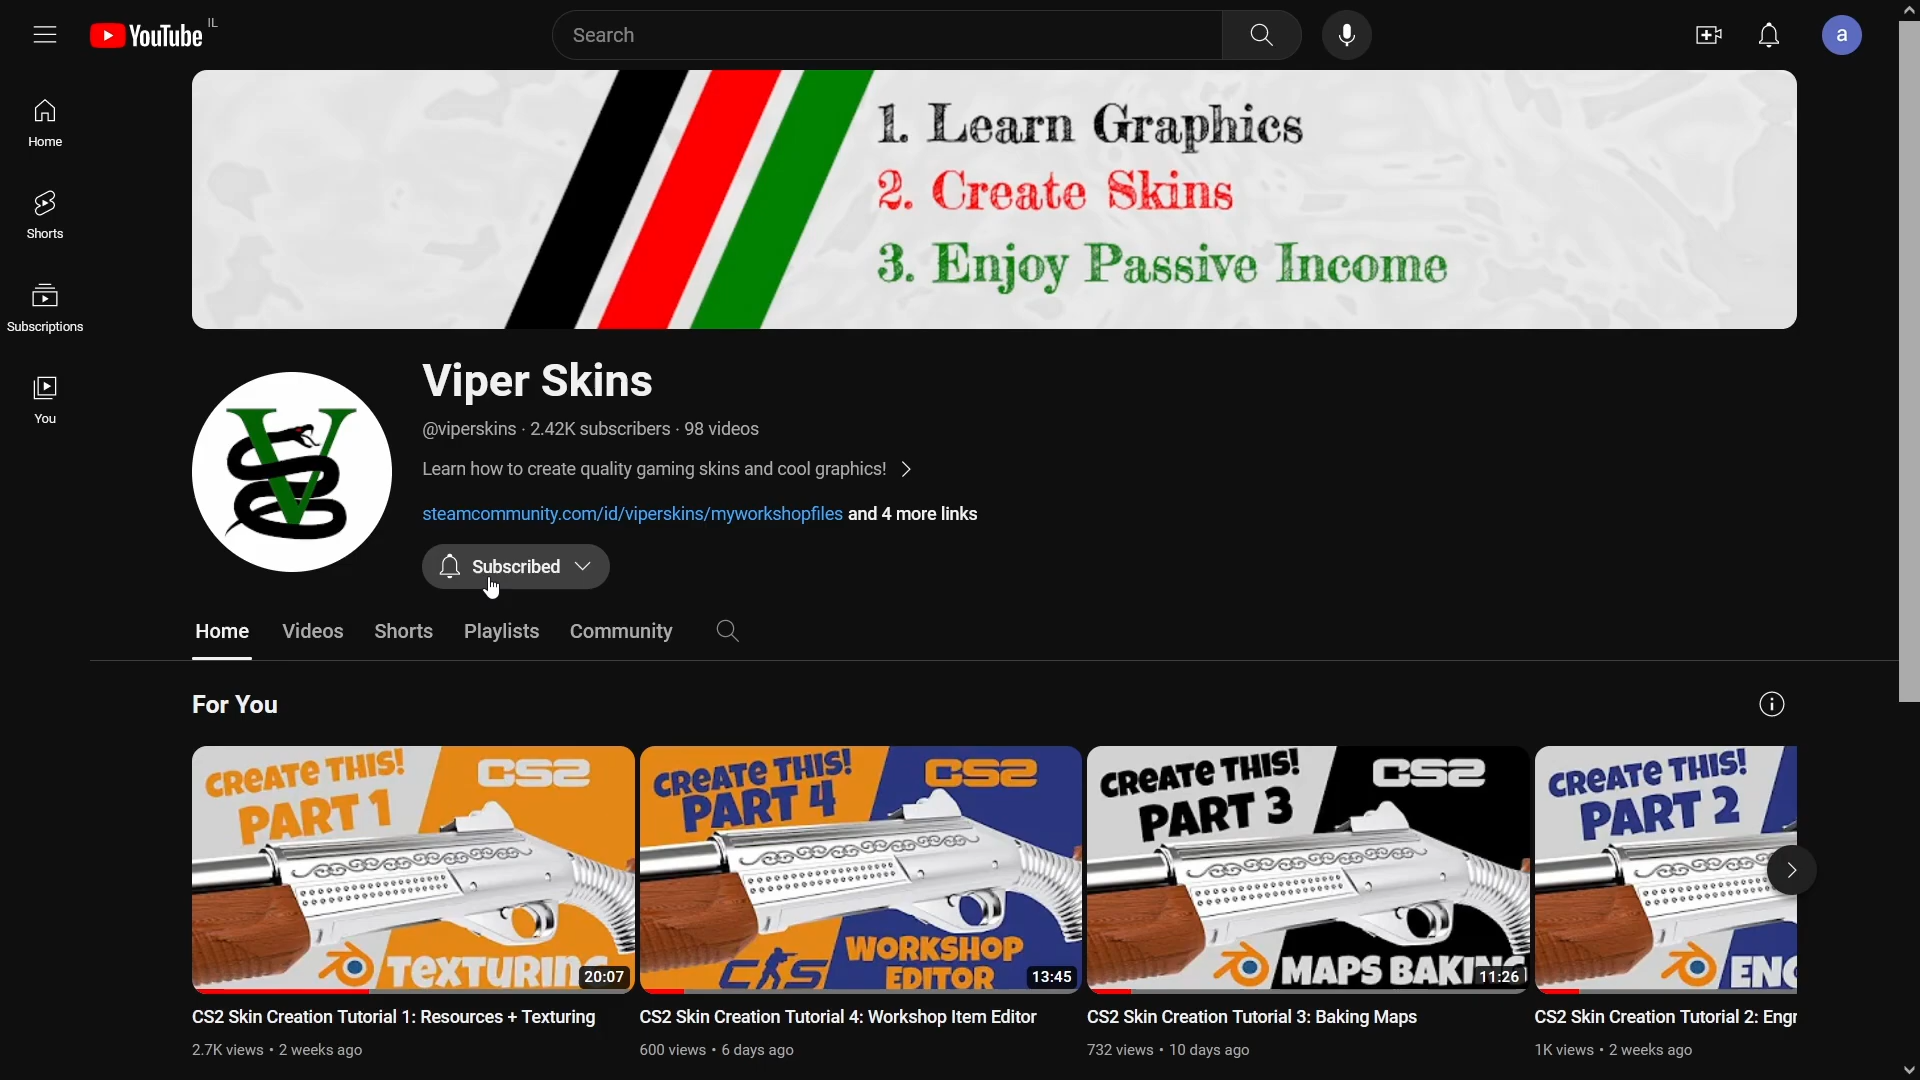 YouTube IL
Search
a
Home
Shorts
Subscriptions
You
1. Learn Graphics
2. Create Skins
3. Enjoy Passive Income
V
Viper Skins
@viperskins · 2.42K subscribers · 98 videos
Learn how to create quality gaming skins and cool graphics!
steamcommunity.com/id/viperskins/myworkshopfiles and 4 more links
Subscribed
Home Videos Shorts Playlists Community
For You
CREATE THIS!
PART 1
CS2
TEXTURING
20:07
CS2 Skin Creation Tutorial 1: Resources + Texturing
2.7K views • 2 weeks ago
CREATE THIS!
PART 4
CS2
CS
WORKSHOP
EDITOR
13:45
CS2 Skin Creation Tutorial 4: Workshop Item Editor
600 views • 6 days ago
CREATE THIS!
PART 3
CS2
MAPS BAKING
11:26
CS2 Skin Creation Tutorial 3: Baking Maps
732 views • 10 days ago
CREATE THIS!
PART 2
ENG
CS2 Skin Creation Tutorial 2: Engr
1K views • 2 weeks ago